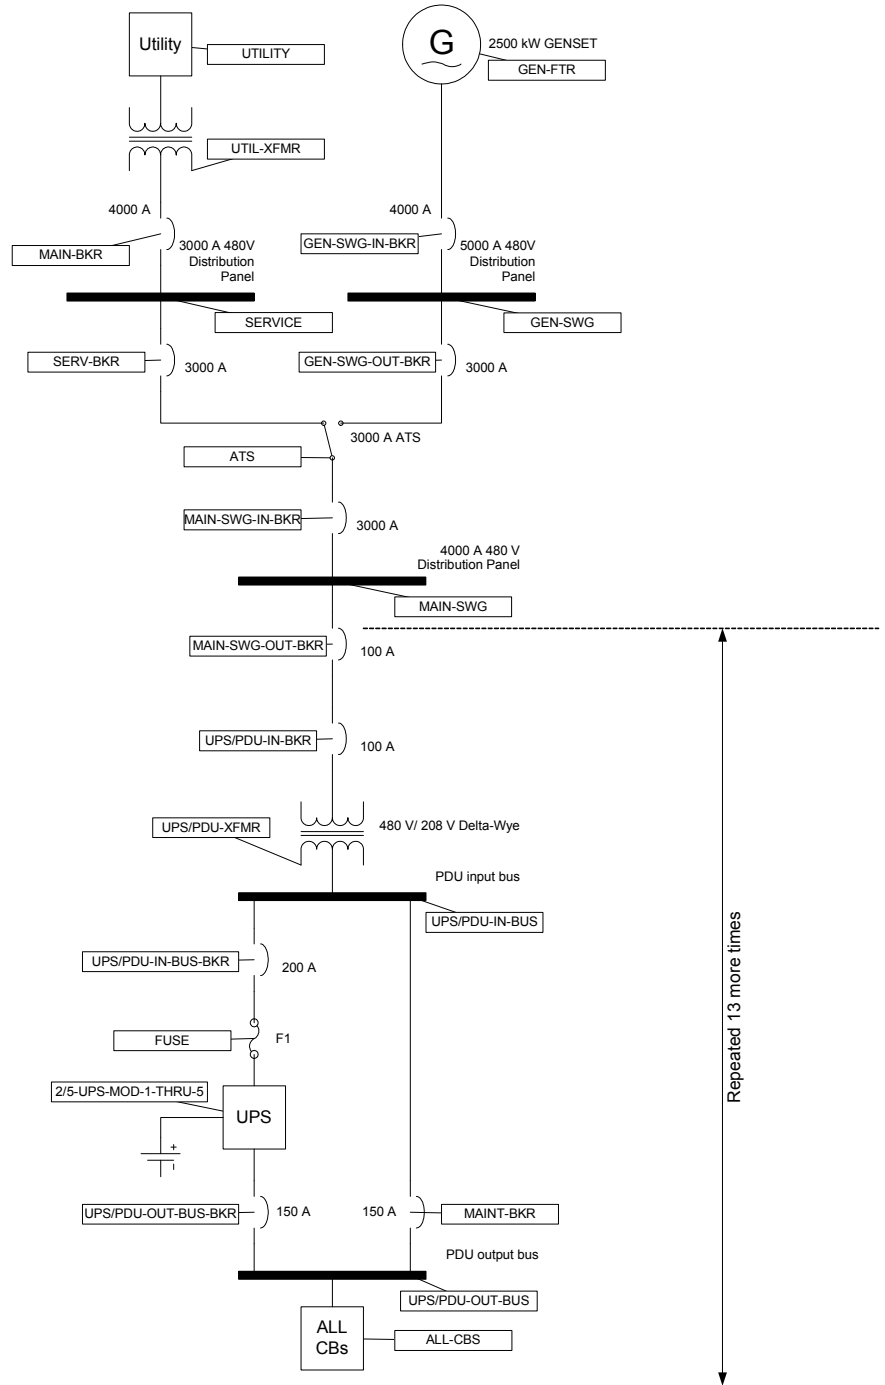 Utility
UTILITY
G
2500 kW GENSET
GEN-FTR
UTIL-XFMR
4000 A
MAIN-BKR
3000 A 480V
Distribution
Panel
SERVICE
4000 A
GEN-SWG-IN-BKR
5000 A 480V
Distribution
Panel
GEN-SWG
SERV-BKR
3000 A
GEN-SWG-OUT-BKR
3000 A
3000 A ATS
ATS
MAIN-SWG-IN-BKR
3000 A
4000 A 480 V
Distribution Panel
MAIN-SWG
MAIN-SWG-OUT-BKR
100 A
UPS/PDU-IN-BKR
100 A
UPS/PDU-XFMR
480 V/ 208 V Delta-Wye
PDU input bus
UPS/PDU-IN-BUS
UPS/PDU-IN-BUS-BKR
200 A
FUSE
F1
2/5-UPS-MOD-1-THRU-5
UPS
+
-
UPS/PDU-OUT-BUS-BKR
150 A
150 A
MAINT-BKR
PDU output bus
UPS/PDU-OUT-BUS
ALL
CBs
ALL-CBS
Repeated 13 more times